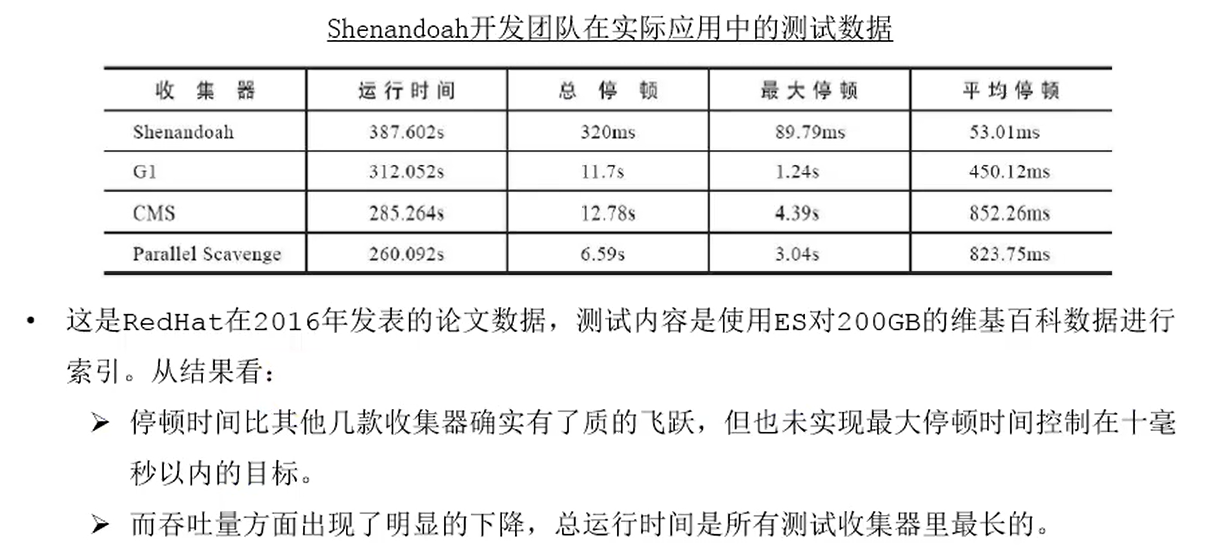 Shenandoah开发团队在实际应用中的测试数据
收 集 器 运行时间 总 停 顿 最大停顿 平均停顿
Shenandoah 387.602s 320ms 89.79ms 53.01ms
G1 312.052s 11.7s 1.24s 450.12ms
CMS 285.264s 12.78s 4.39s 852.26ms
Parallel Scavenge 260.092s 6.59s 3.04s 823.75ms
• 这是RedHat在2016年发表的论文数据，测试内容是使用ES对200GB的维基百科数据进行
索引。从结果看：
➢ 停顿时间比其他几款收集器确实有了质的飞跃，但也未实现最大停顿时间控制在十毫
秒以内的目标。
➢ 而吞吐量方面出现了明显的下降，总运行时间是所有测试收集器里最长的。